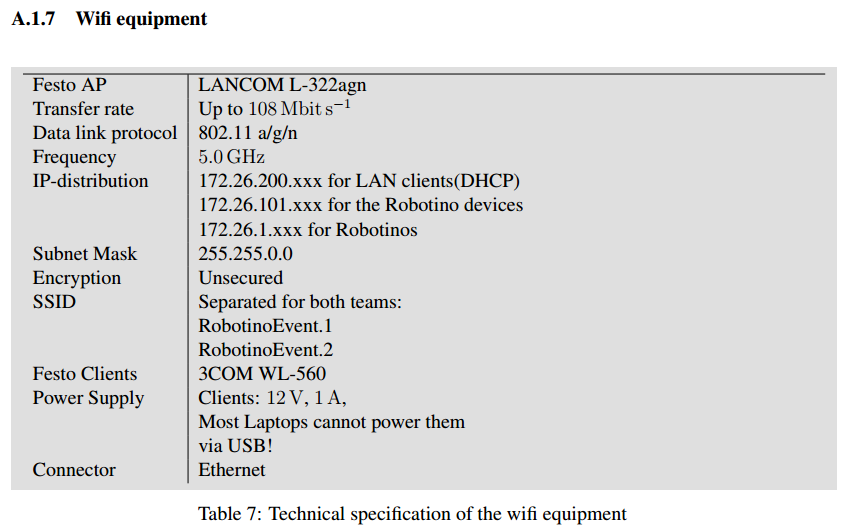 A.1.7 Wifi equipment
Festo AP LANCOM L-322agn
Transfer rate Up to 108 Mbit s⁻¹
Data link protocol 802.11 a/g/n
Frequency 5.0 GHz
IP-distribution 172.26.200.xxx for LAN clients(DHCP)
172.26.101.xxx for the Robotino devices
172.26.1.xxx for Robotinos
Subnet Mask 255.255.0.0
Encryption Unsecured
SSID Separated for both teams:
RobotinoEvent.1
RobotinoEvent.2
Festo Clients 3COM WL-560
Power Supply Clients: 12 V, 1 A,
Most Laptops cannot power them
via USB!
Connector Ethernet
Table 7: Technical specification of the wifi equipment